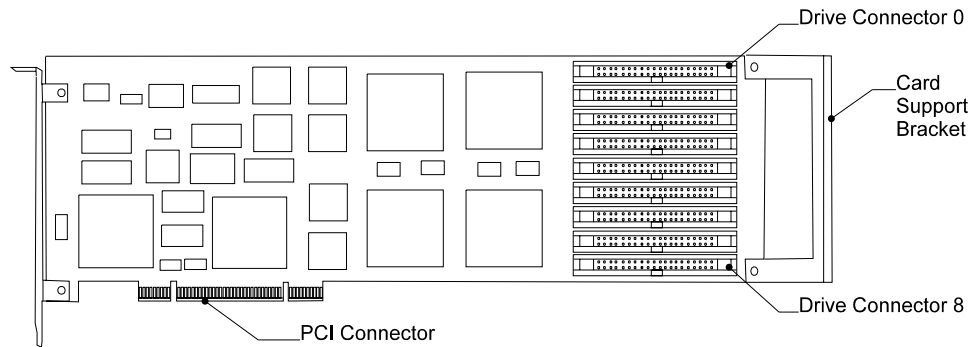 Drive Connector 0
Card
Support
Bracket
Drive Connector 8
PCI Connector